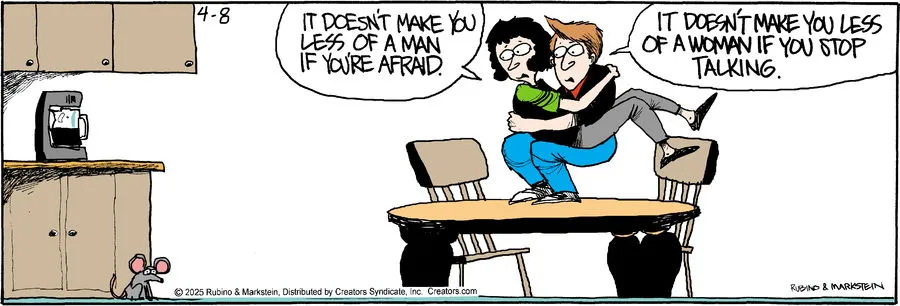 4-8
IT DOESN'T MAKE YOU
LESS OF A MAN
IF YOU'RE AFRAID.
IT DOESN'T MAKE YOU LESS
OF A WOMAN IF YOU STOP
TALKING.
© 2025 Rubino & Markstein, Distributed by Creators Syndicate, Inc. Creators.com
RUBINO & MARKSTEIN